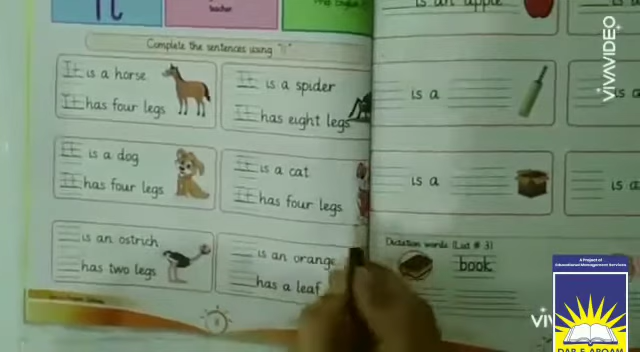 It
teacher
Complete the sentences using "It"
It is a horse
It has four legs
It is a spider
It has eight legs
It is a dog
It has four legs
It is a cat
It has four legs
is an ostrich
has two legs
is an orange
has a leaf
is an apple
is a
is a
is a
is a
Dictation words (List # 3)
book
VIVAVIDEO
A Project of
Educational Management Services
DAR-E-ARQAM